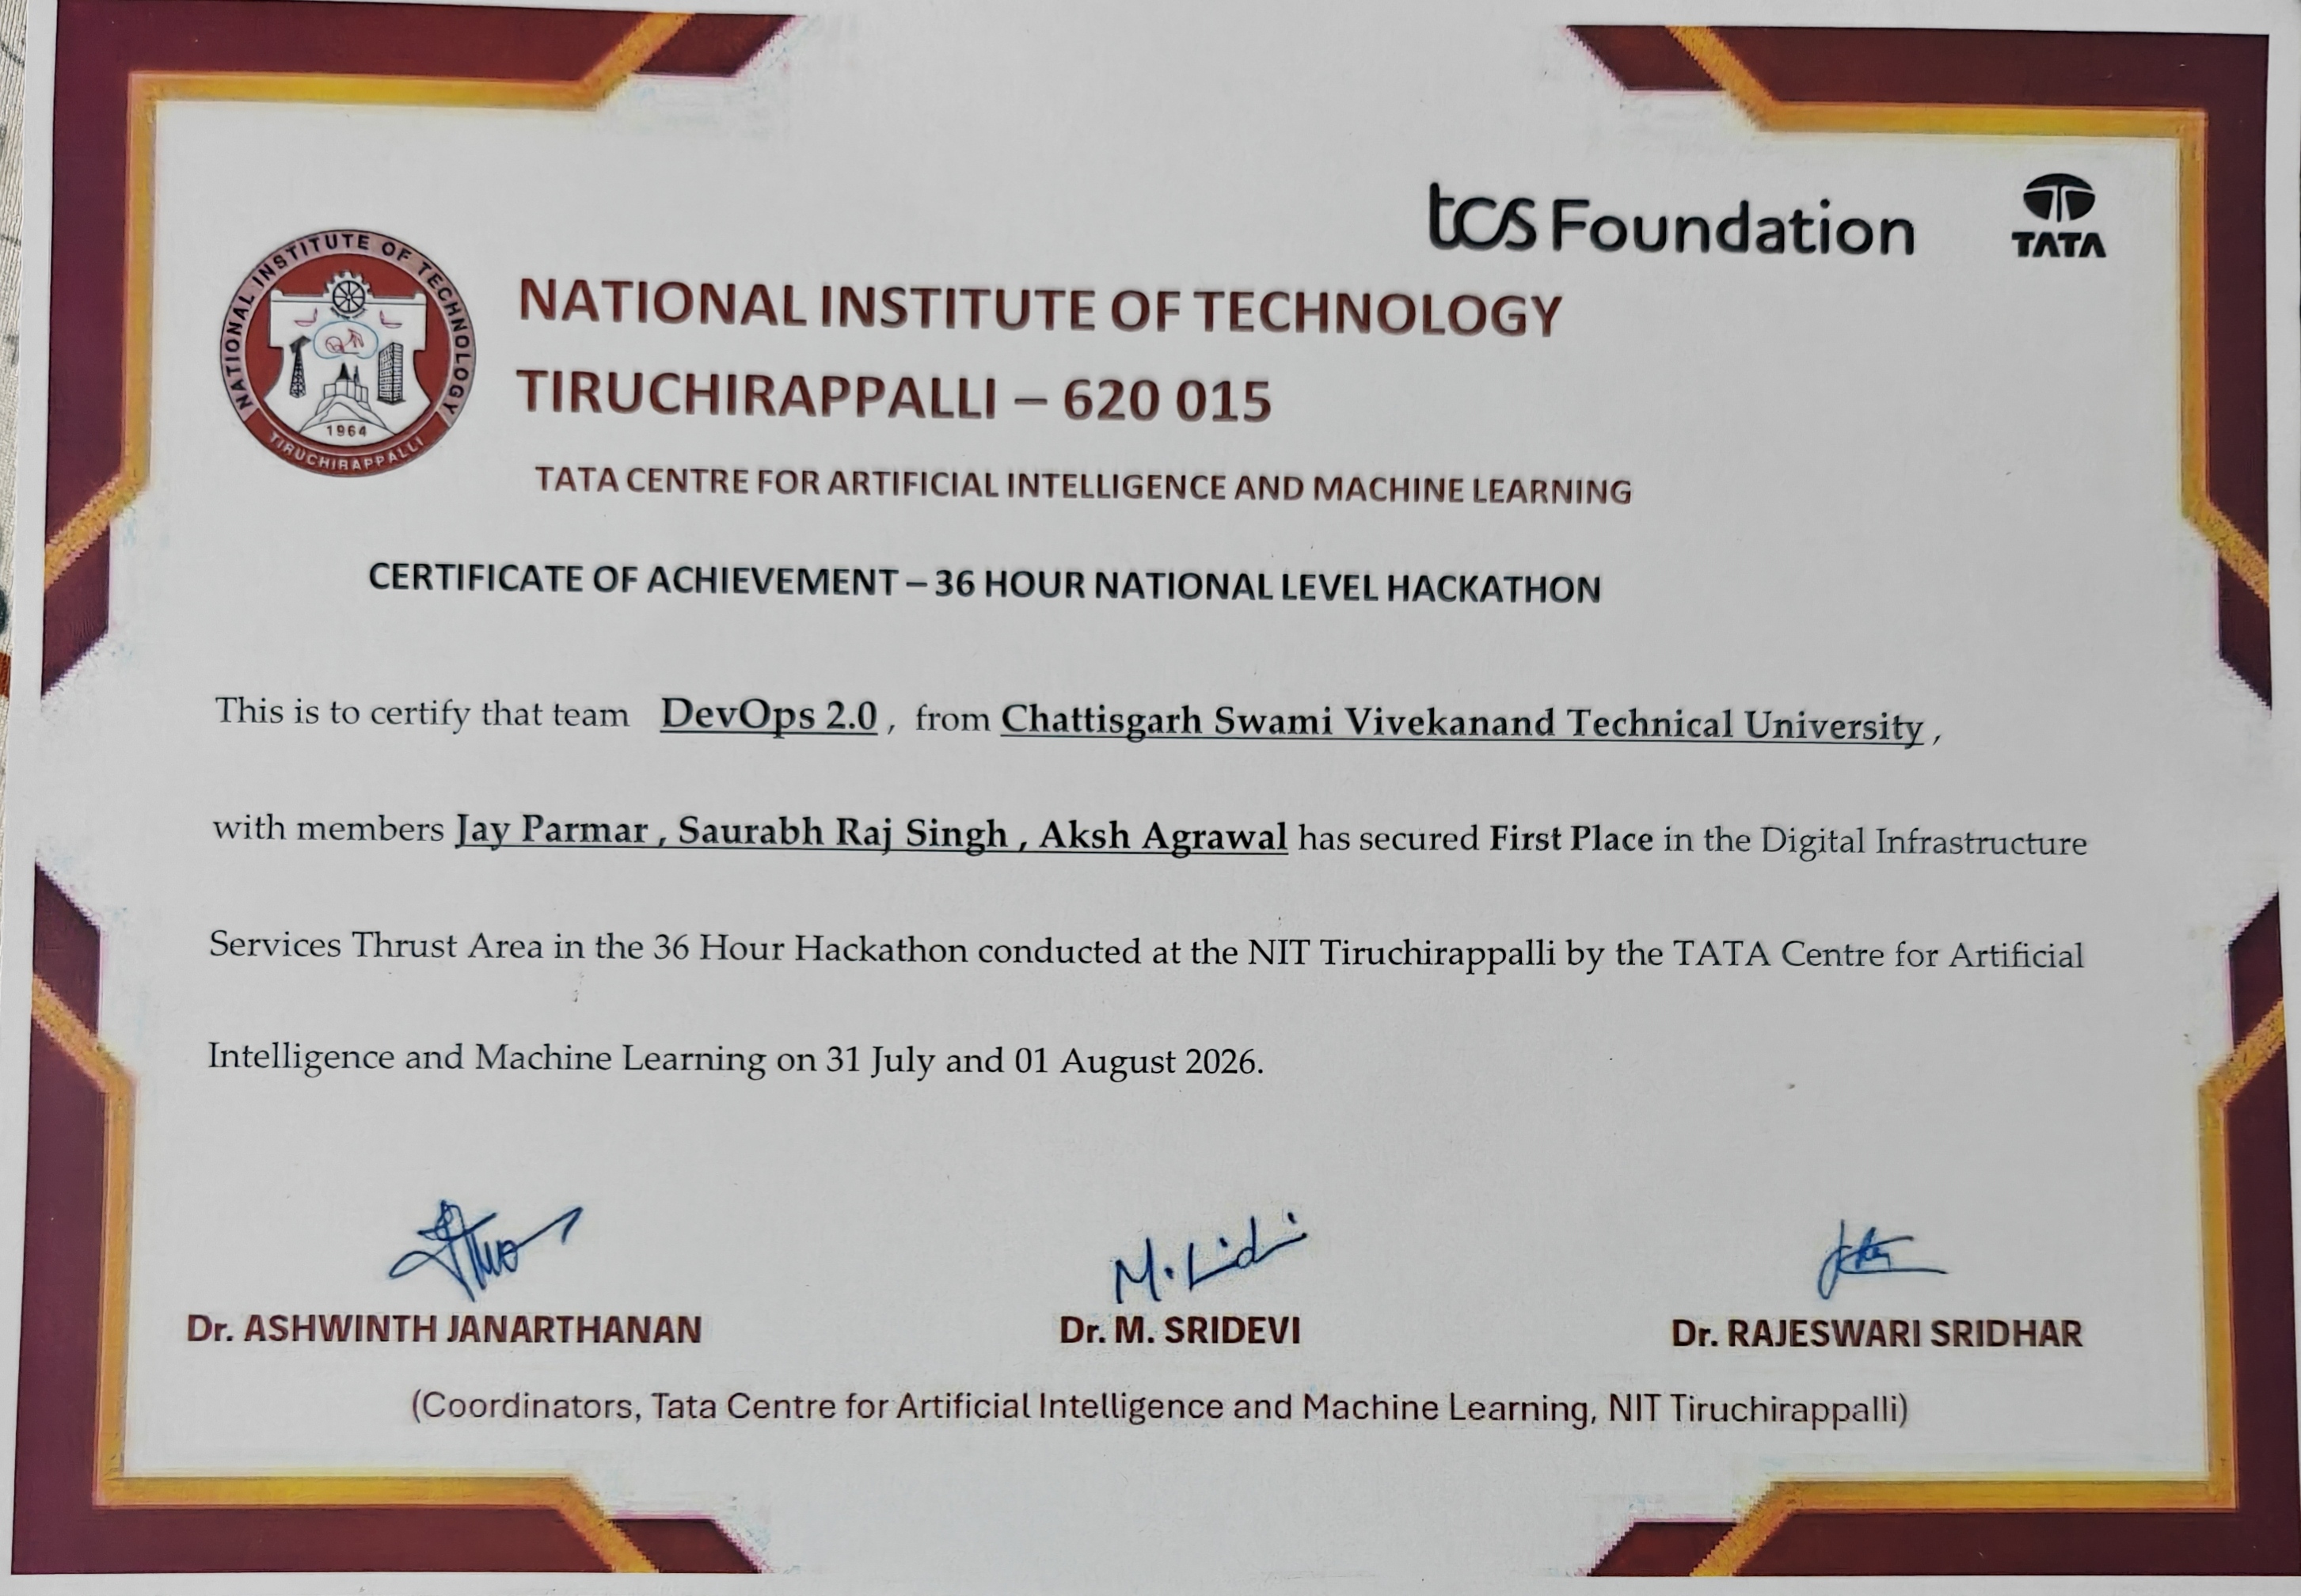 tcs Foundation
TATA
NATIONAL INSTITUTE OF TECHNOLOGY
TIRUCHIRAPPALLI
1964
NATIONAL INSTITUTE OF TECHNOLOGY
TIRUCHIRAPPALLI – 620 015
TATA CENTRE FOR ARTIFICIAL INTELLIGENCE AND MACHINE LEARNING
CERTIFICATE OF ACHIEVEMENT – 36 HOUR NATIONAL LEVEL HACKATHON
This is to certify that team DevOps 2.0 , from Chattisgarh Swami Vivekanand Technical University ,
with members Jay Parmar , Saurabh Raj Singh , Aksh Agrawal has secured First Place in the Digital Infrastructure
Services Thrust Area in the 36 Hour Hackathon conducted at the NIT Tiruchirappalli by the TATA Centre for Artificial
Intelligence and Machine Learning on 31 July and 01 August 2026.
Dr. ASHWINTH JANARTHANAN
Dr. M. SRIDEVI
Dr. RAJESWARI SRIDHAR
(Coordinators, Tata Centre for Artificial Intelligence and Machine Learning, NIT Tiruchirappalli)